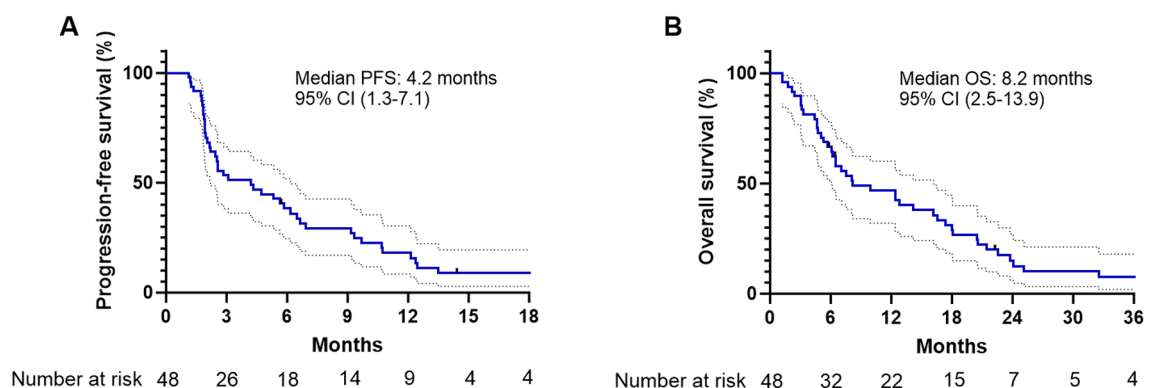 A
Progression-free survival (%)
100
50
0
Median PFS: 4.2 months
95% CI (1.3-7.1)
0 3 6 9 12 15 18
Months
Number at risk 48 26 18 14 9 4 4
B
Overall survival (%)
100
50
0
Median OS: 8.2 months
95% CI (2.5-13.9)
0 6 12 18 24 30 36
Months
Number at risk 48 32 22 15 7 5 4